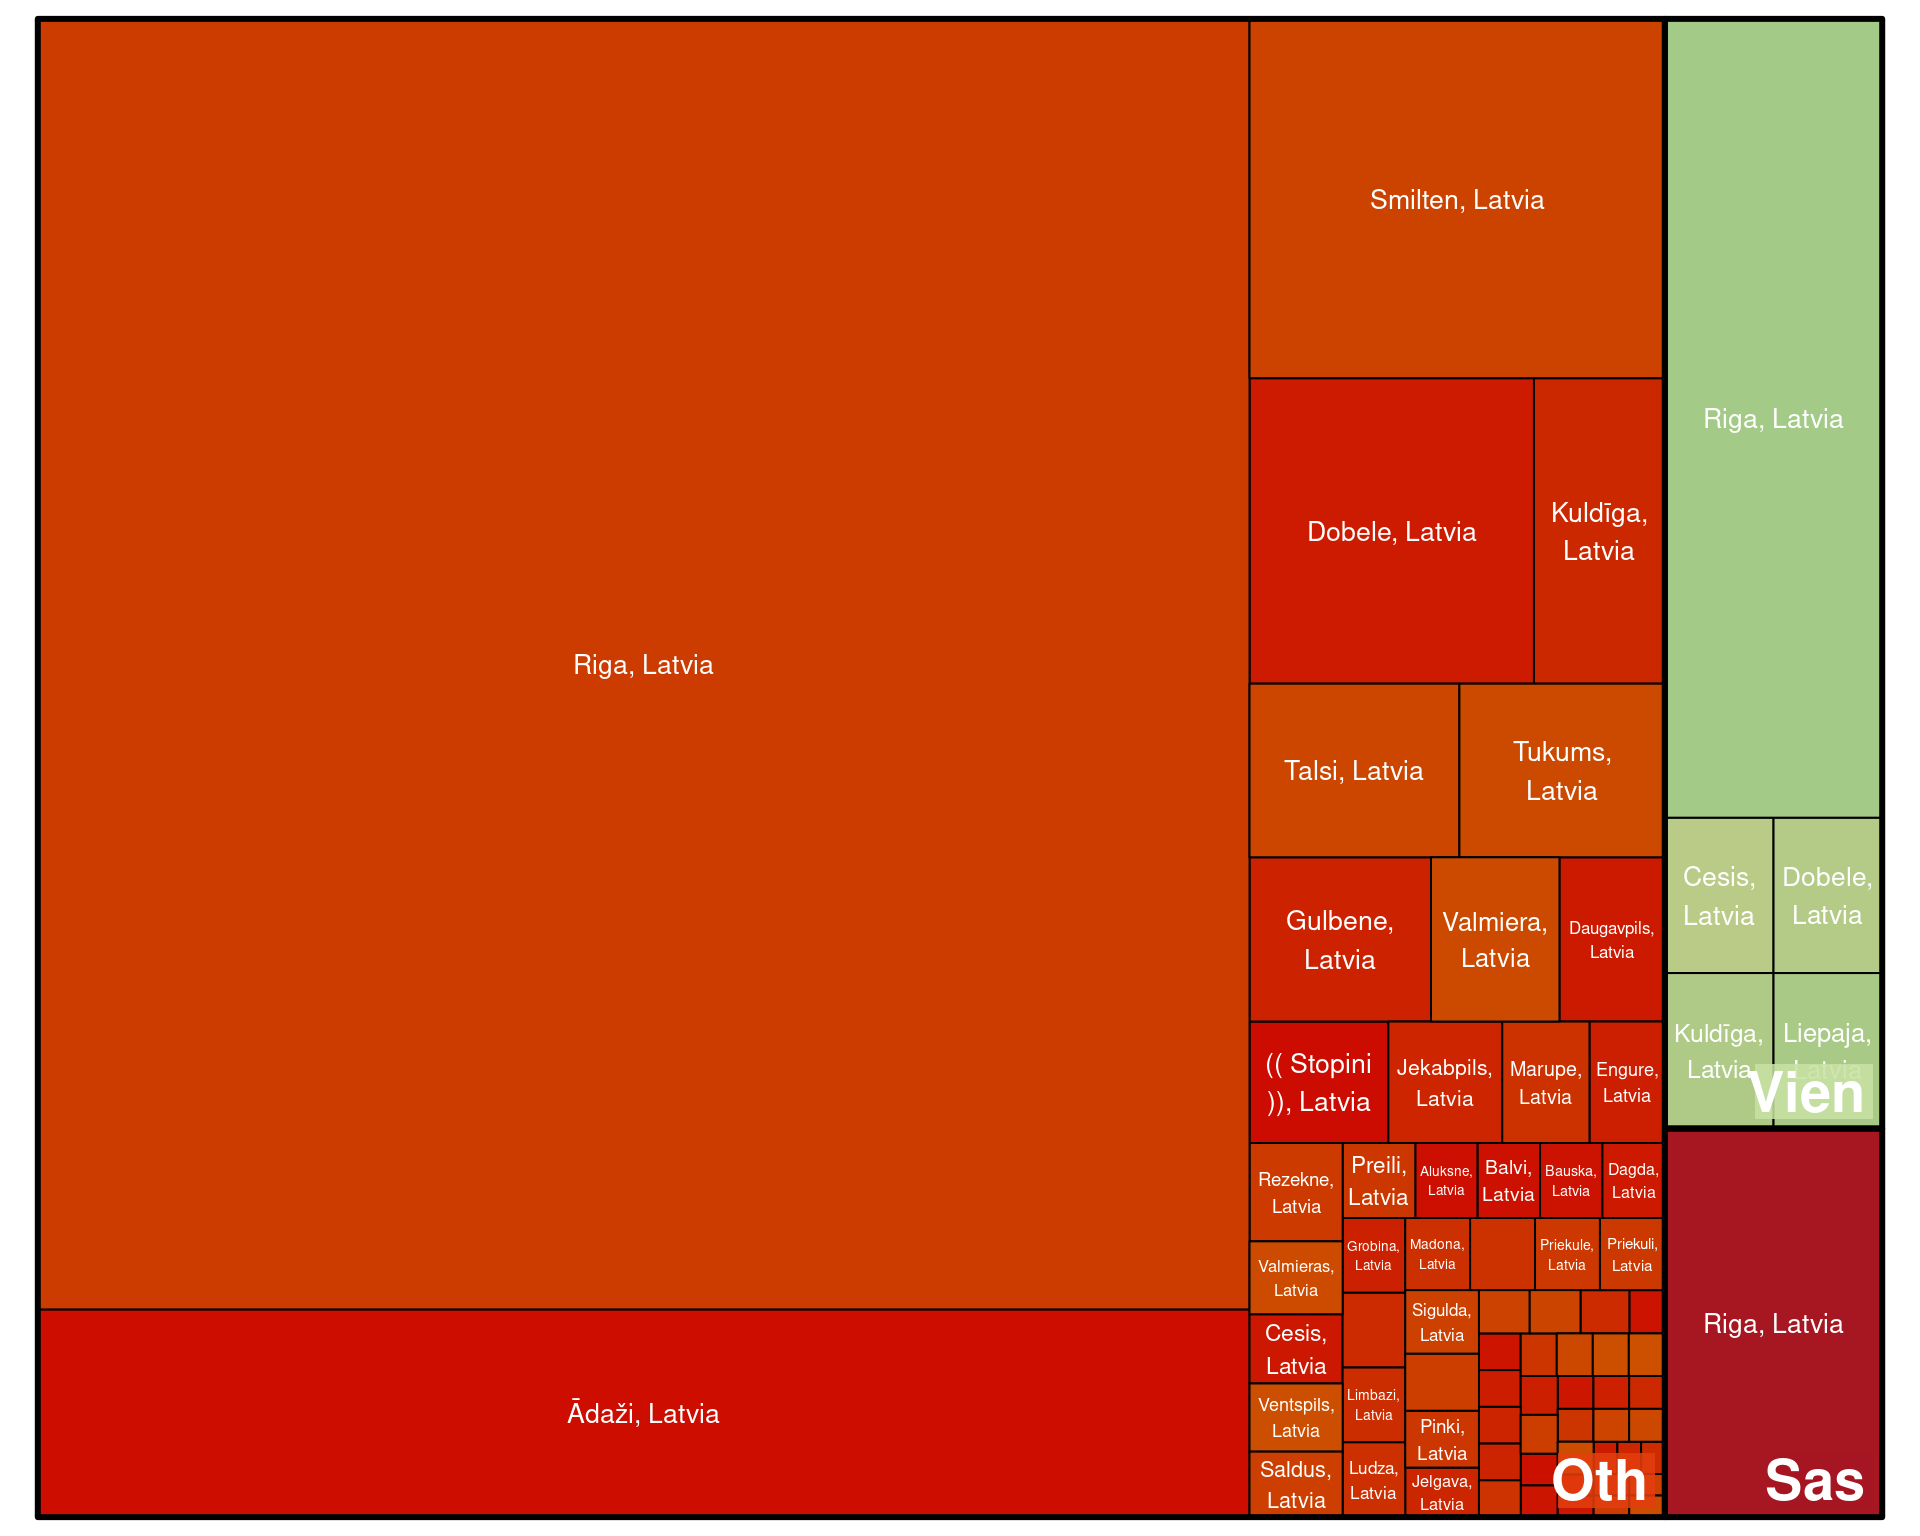 Riga, Latvia
Ādaži, Latvia
Smilten, Latvia
Dobele, Latvia
Kuldīga,
Latvia
Talsi, Latvia
Tukums,
Latvia
Gulbene,
Latvia
Valmiera,
Latvia
Daugavpils,
Latvia
(( Stopini
)), Latvia
Jekabpils,
Latvia
Marupe,
Latvia
Engure,
Latvia
Rezekne,
Latvia
Valmieras,
Latvia
Cesis,
Latvia
Ventspils,
Latvia
Saldus,
Latvia
Preili,
Latvia
Aluksne,
Latvia
Balvi,
Latvia
Bauska,
Latvia
Dagda,
Latvia
Grobina,
Latvia
Madona,
Latvia
Priekule,
Latvia
Priekuli,
Latvia
Limbazi,
Latvia
Ludza,
Latvia
Sigulda,
Latvia
Pinki,
Latvia
Jelgava,
Latvia
Oth
Riga, Latvia
Cesis,
Latvia
Dobele,
Latvia
Kuldīga,
Latvia
Liepaja,
Latvia
Vien
Riga, Latvia
Sas